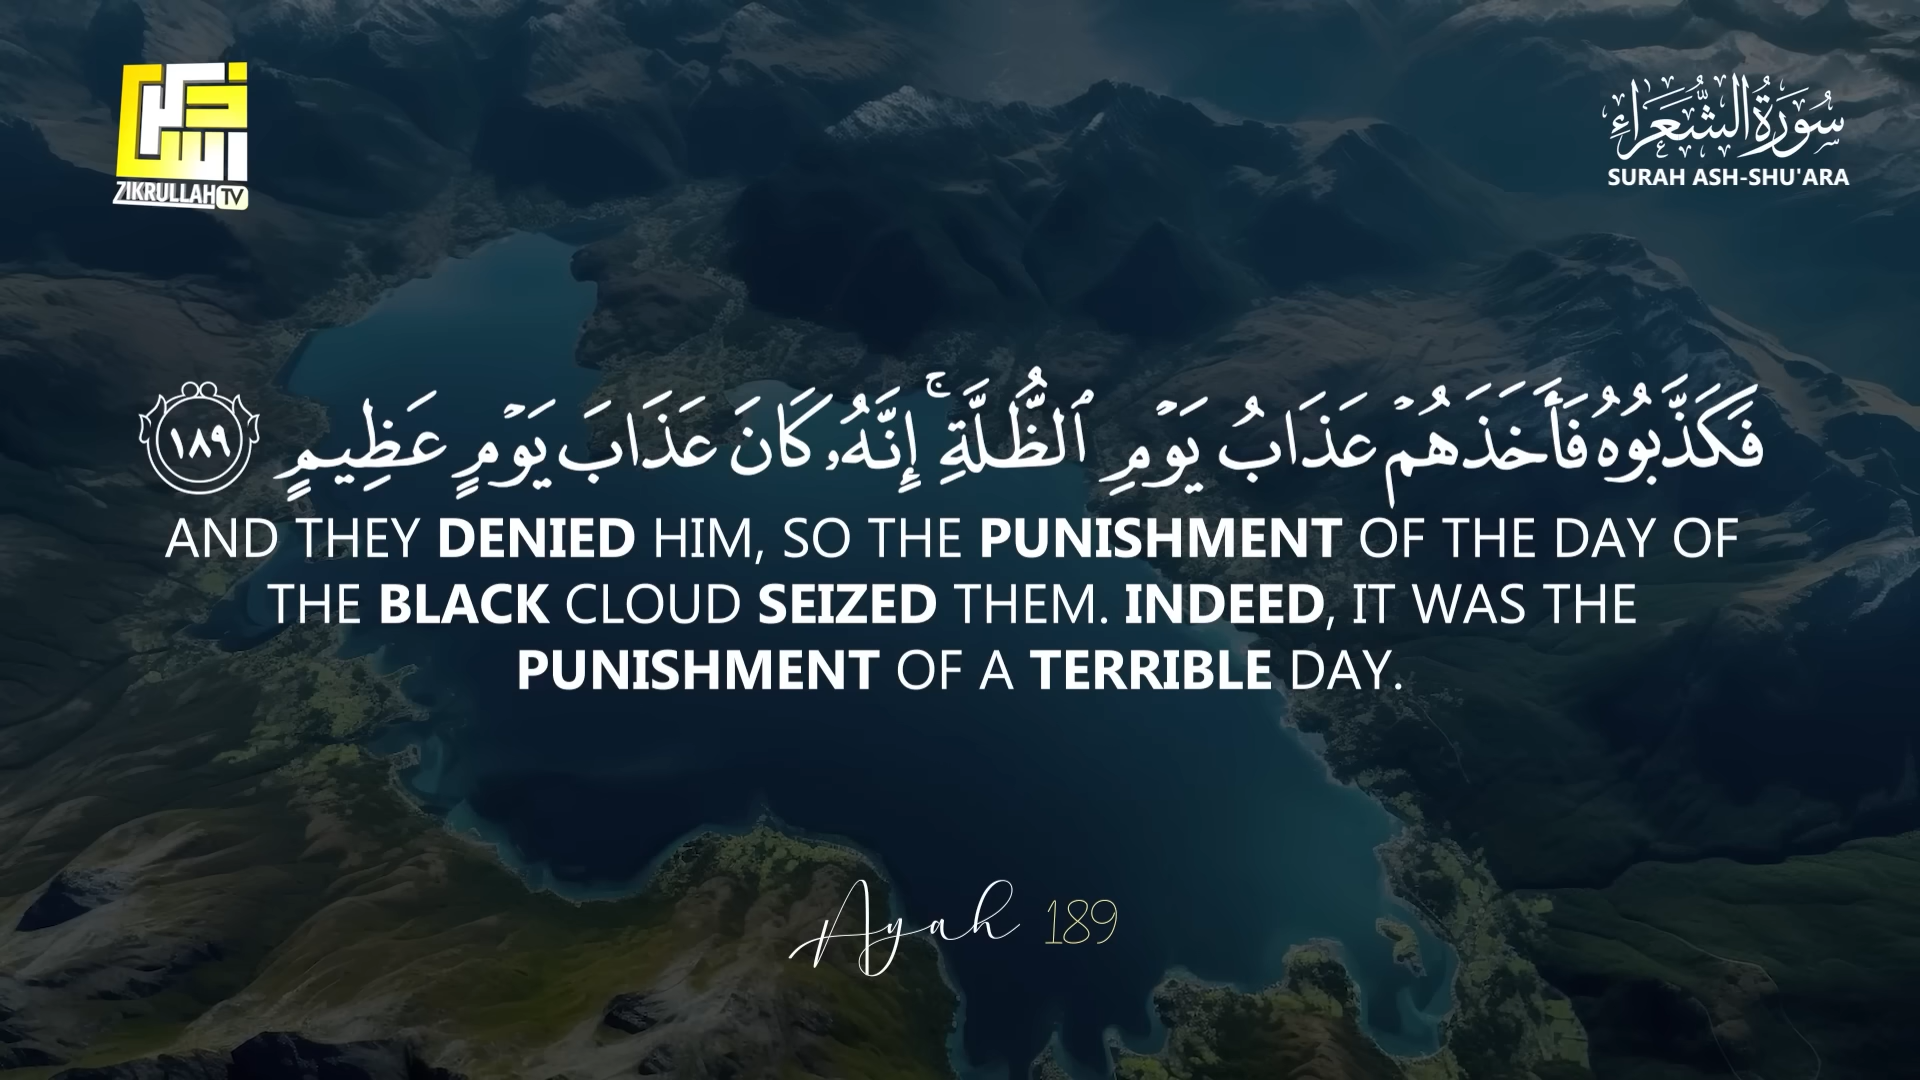 ذكر الله
ZIKRULLAH TV
سُورَةُ الشُّعَرَاءِ
SURAH ASH-SHU'ARA
فَكَذَّبُوهُ فَأَخَذَهُمۡ عَذَابُ يَوۡمِ ٱلظُّلَّةِۚ إِنَّهُۥ كَانَ عَذَابَ يَوۡمٍ عَظِيمٍ ١٨٩
AND THEY DENIED HIM, SO THE PUNISHMENT OF THE DAY OF
THE BLACK CLOUD SEIZED THEM. INDEED, IT WAS THE
PUNISHMENT OF A TERRIBLE DAY.
Ayah 189